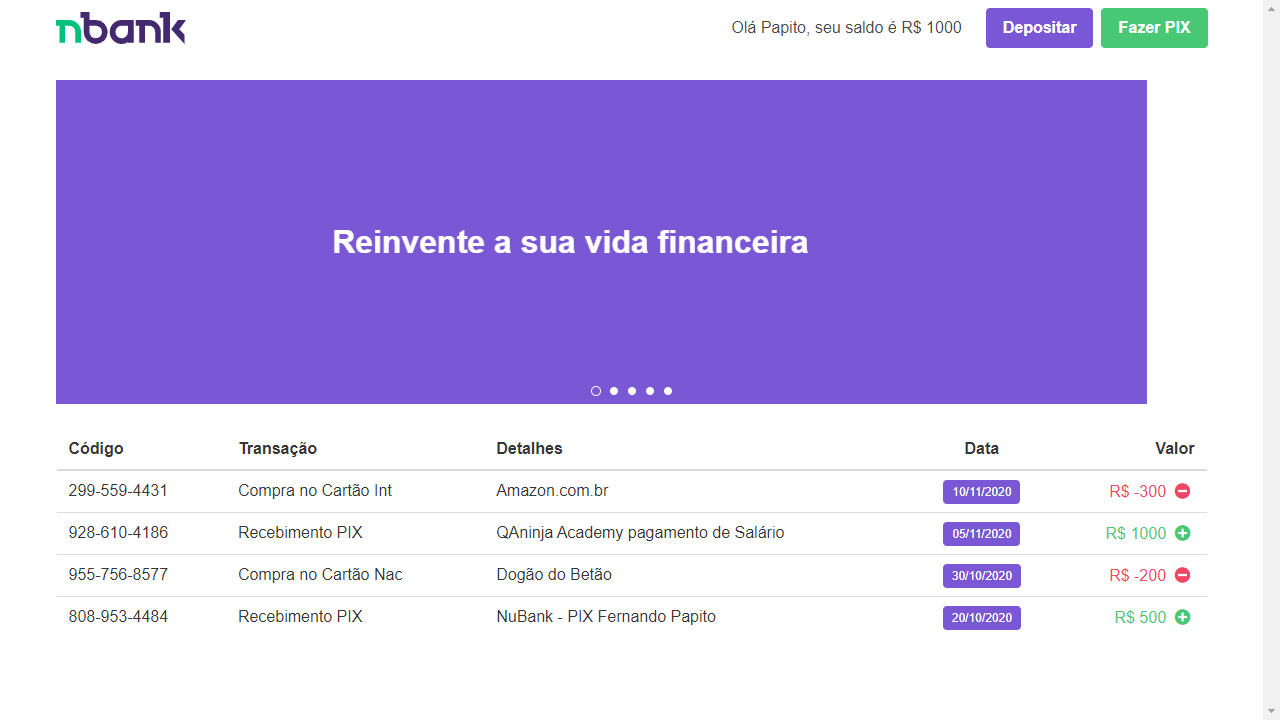 nbank
Olá Papito, seu saldo é R$ 1000 Depositar Fazer PIX
Reinvente a sua vida financeira
Código Transação Detalhes Data Valor
299-559-4431 Compra no Cartão Int Amazon.com.br 10/11/2020 R$ -300
928-610-4186 Recebimento PIX QAninja Academy pagamento de Salário 05/11/2020 R$ 1000
955-756-8577 Compra no Cartão Nac Dogão do Betão 30/10/2020 R$ -200
808-953-4484 Recebimento PIX NuBank - PIX Fernando Papito 20/10/2020 R$ 500